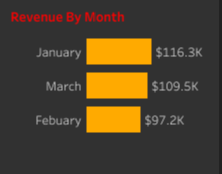 Revenue By Month
January $116.3K
March $109.5K
Febuary $97.2K